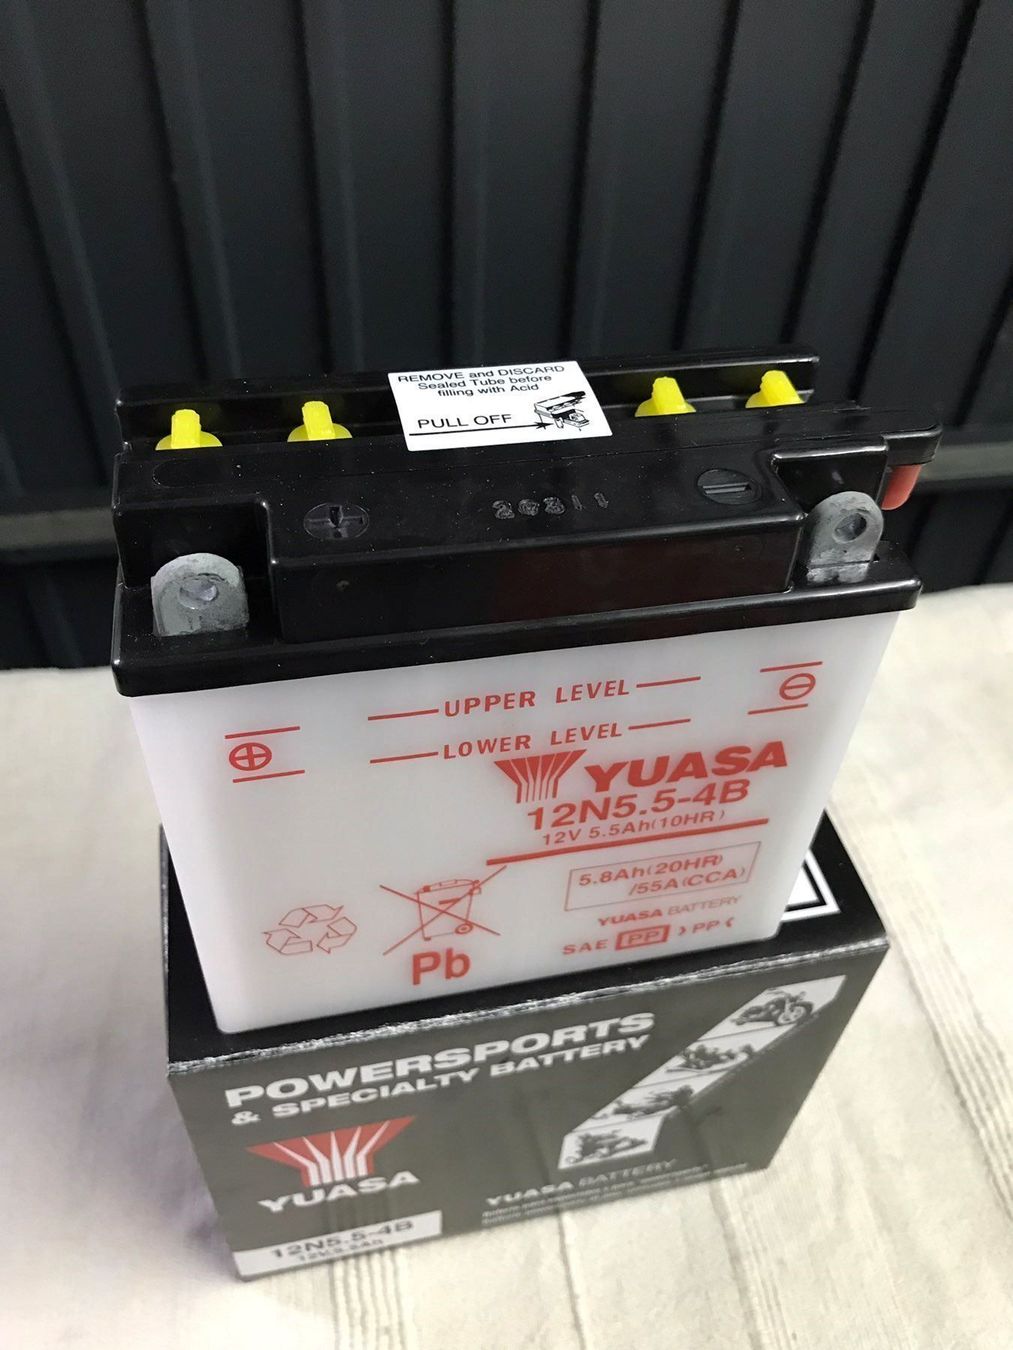 REMOVE and DISCARD
Sealed Tube before
filling with Acid
PULL OFF
UPPER LEVEL
LOWER LEVEL
YUASA
12N5.5-4B
12V 5.5Ah(10HR)
5.8Ah(20HR)
/55A(CCA)
YUASA BATTERY
SAE PP >PP<
Pb
POWERSPORTS
& SPECIALTY BATTERY
YUASA
YUASA BATTERY
12N5.5-4B